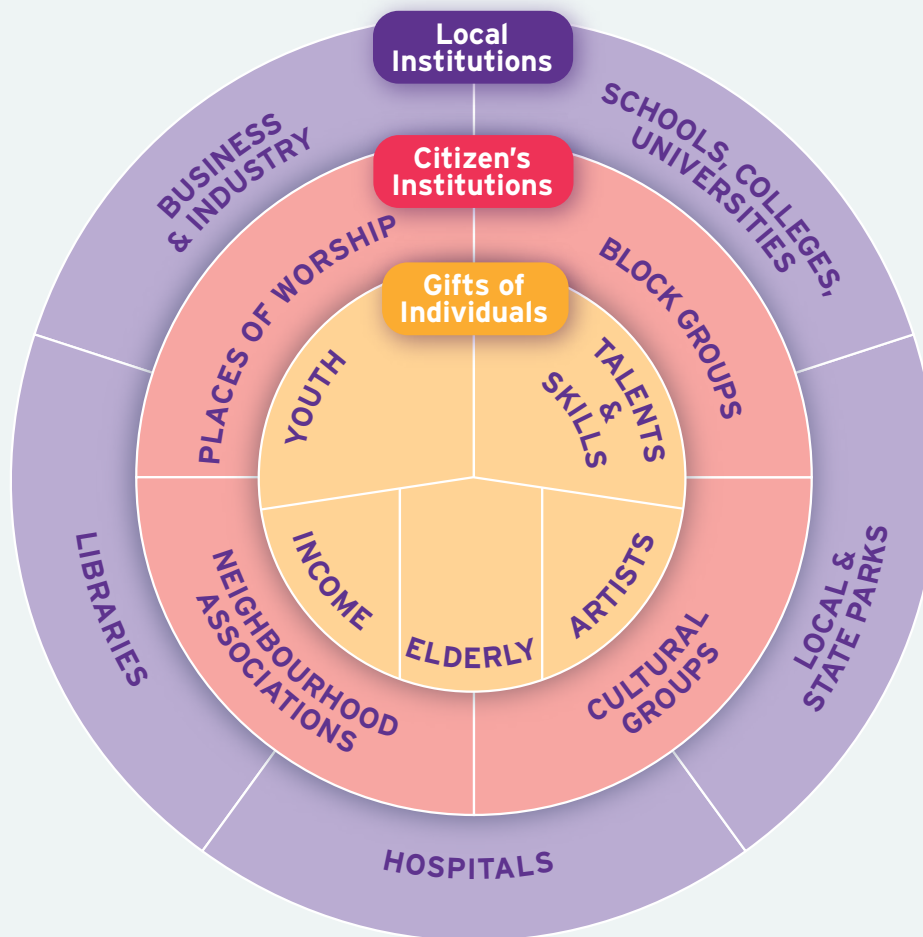 Local
Institutions
BUSINESS
& INDUSTRY
SCHOOLS, COLLEGES,
UNIVERSITIES
LIBRARIES
LOCAL &
STATE PARKS
HOSPITALS
Citizen's
Institutions
PLACES OF WORSHIP
BLOCK GROUPS
NEIGHBOURHOOD
ASSOCIATIONS
CULTURAL
GROUPS
Gifts of
Individuals
YOUTH
TALENTS
&
SKILLS
INCOME
ELDERLY
ARTISTS